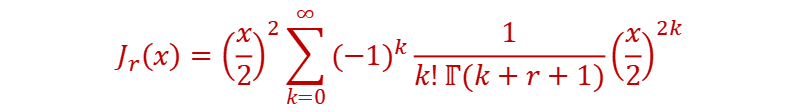 J_r(x) = (x/2)^2 ∑_{k=0}^{∞} (-1)^k 1/(k! ℾ(k + r + 1)) (x/2)^{2k}